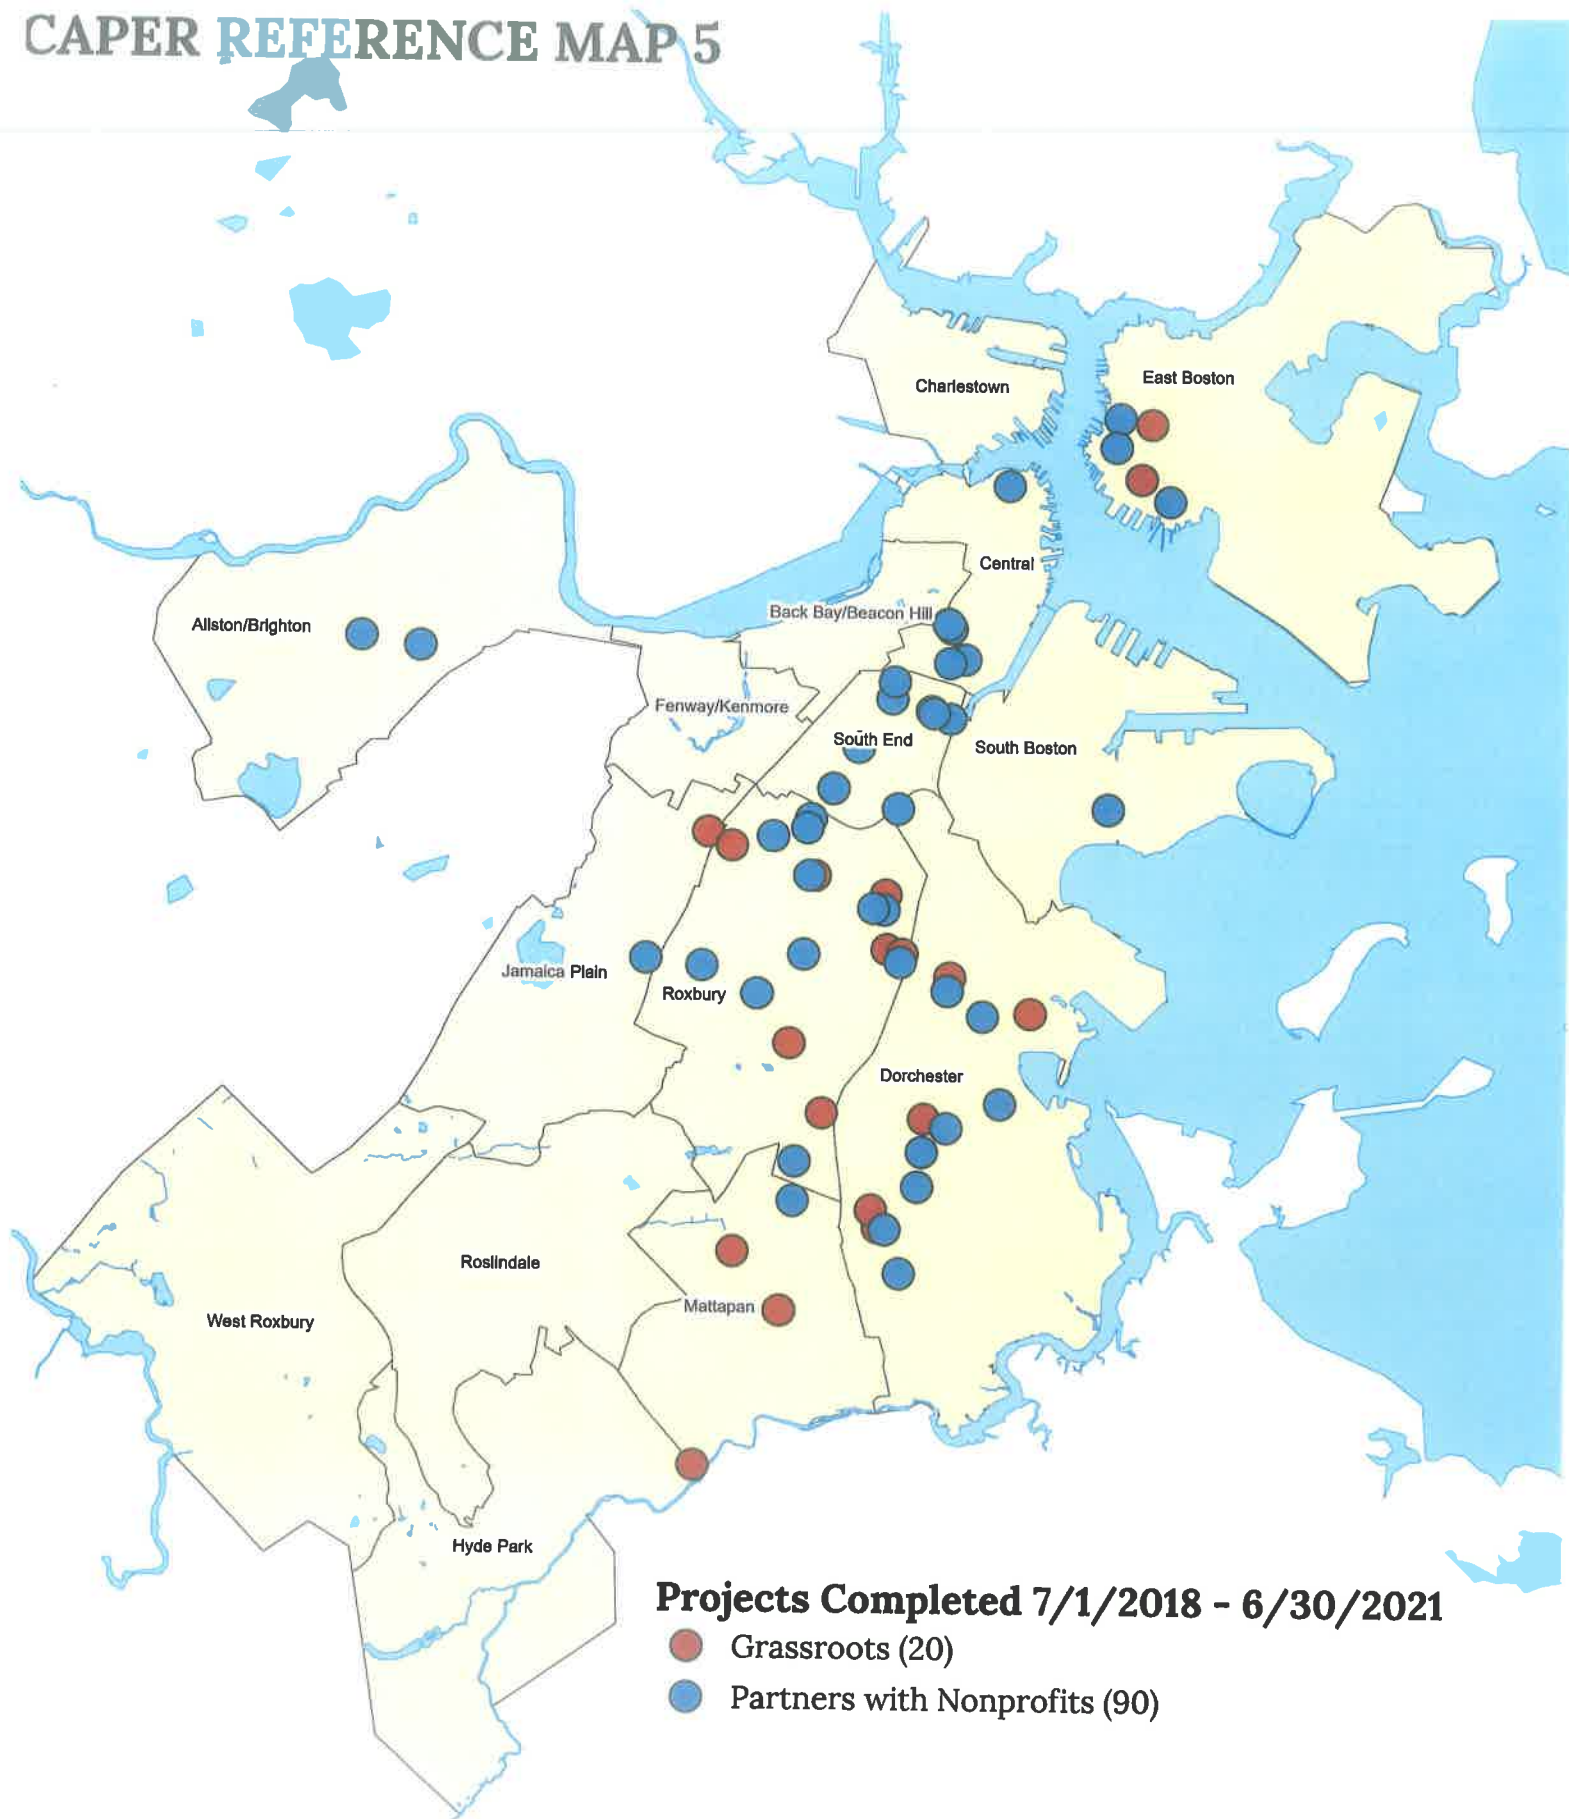 CAPER REFERENCE MAP 5
Charlestown
East Boston
Central
Back Bay/Beacon Hill
Allston/Brighton
Fenway/Kenmore
South End
South Boston
Jamaica Plain
Roxbury
Dorchester
Roslindale
Mattapan
West Roxbury
Hyde Park
Projects Completed 7/1/2018 - 6/30/2021
Grassroots (20)
Partners with Nonprofits (90)